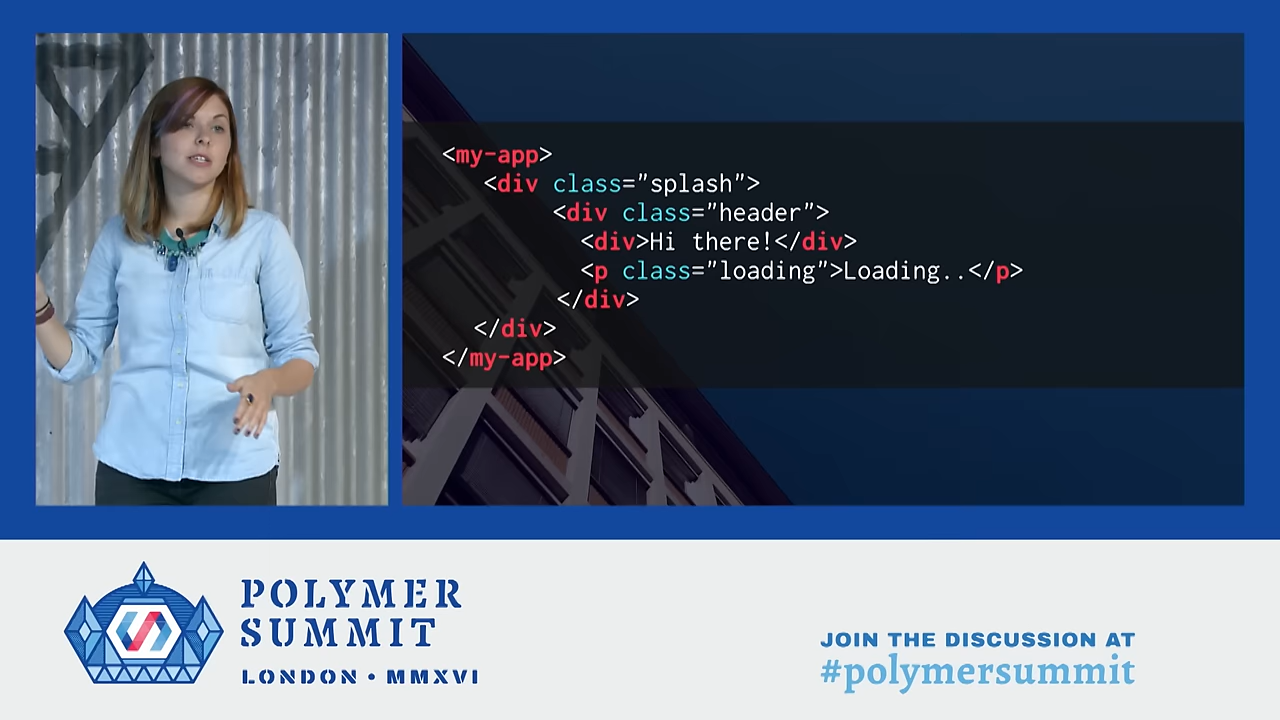 <my-app>
<div class="splash">
<div class="header">
<div>Hi there!</div>
<p class="loading">Loading..</p>
</div>
</div>
</my-app>
POLYMER
SUMMIT
LONDON • MMXVI
JOIN THE DISCUSSION AT
#polymersummit